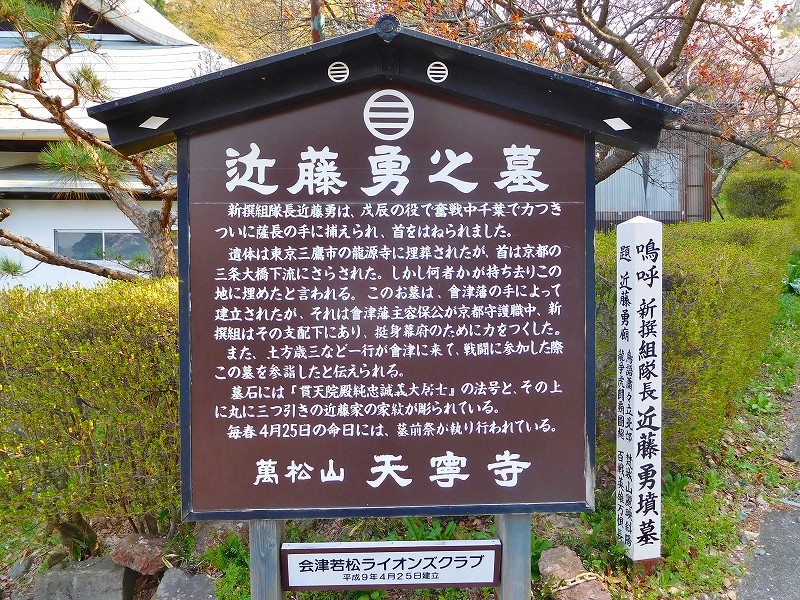 近藤勇之墓
新撰組隊長近藤勇は、戊辰の役で奮戦中千葉で力つき
ついに薩長の手に捕えられ、首をはねられました。
遺体は東京三鷹市の龍源寺に埋葬されたが、首は京都の
三条大橋下流にさらされた。しかし何者かが持ち去りこの
地に埋めたと言われる。このお墓は、會津藩の手によって
建立されたが、それは會津藩主容保公が京都守護職中、新
撰組はその支配下にあり、挺身幕府のために力をつくした。
また、土方歳三など一行が會津に来て、戦闘に参加した際
この墓を参詣したと伝えられる。
墓石には『貫天院殿純忠誠義大居士』の法号と、その上
に丸に三つ引きの近藤家の家紋が彫られている。
毎春4月25日の命日には、墓前祭が執り行われている。
萬松山 天寧寺
会津若松ライオンズクラブ
平成9年4月25日建立
嗚呼 新撰組隊長 近藤勇墳墓
題 近藤勇廟